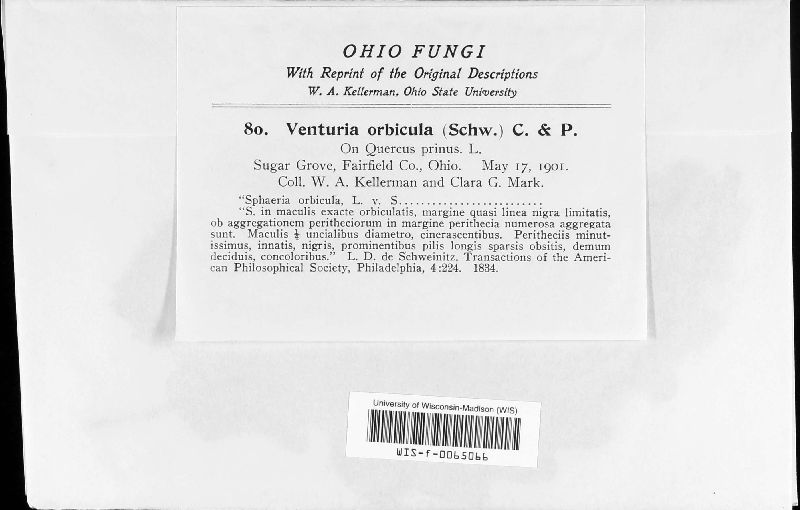 OHIO FUNGI
With Reprint of the Original Descriptions
W. A. Kellerman, Ohio State University
80. Venturia orbicula (Schw.) C. & P.
On Quercus prinus. L.
Sugar Grove, Fairfield Co., Ohio. May 17, 1901.
Coll. W. A. Kellerman and Clara G. Mark.
"Sphaeria orbicula, L. v. S.........................
"S. in maculis exacte orbiculatis, margine quasi linea nigra limitatis,
ob aggregationem peritheciorum in margine perithecia numerosa aggregata
sunt. Maculis ½ uncialibus diametro, cinerascentibus. Peritheciis minut-
issimus, innatis, nigris, prominentibus pilis longis sparsis obsitis, demum
deciduis, concoloribus." L. D. de Schweinitz. Transactions of the Ameri-
can Philosophical Society, Philadelphia, 4:224. 1834.
University of Wisconsin-Madison (WIS)
WIS-f-0065066